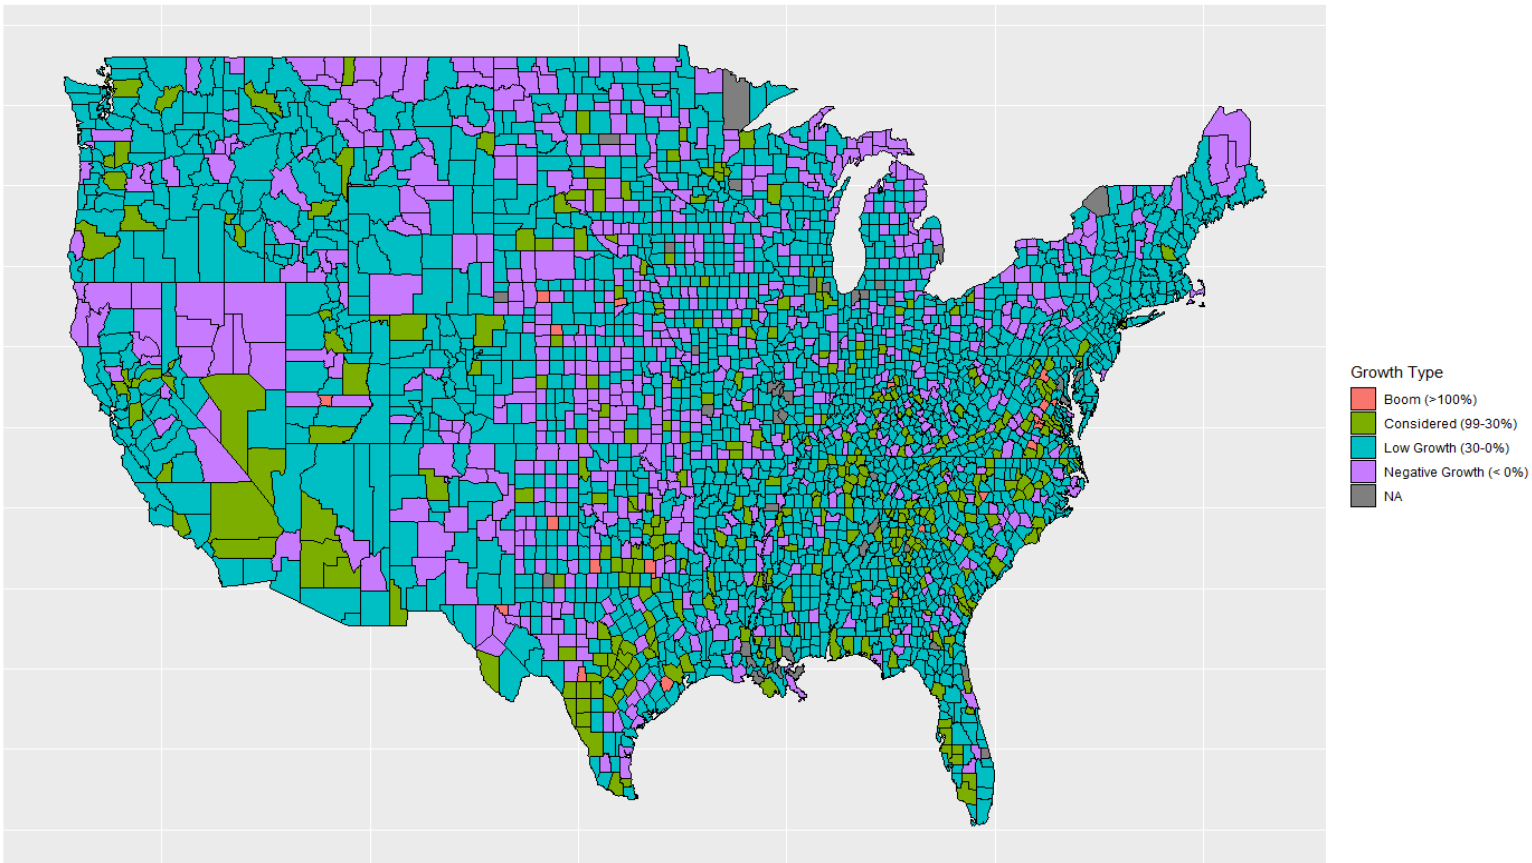 Growth Type
Boom (>100%)
Considered (99-30%)
Low Growth (30-0%)
Negative Growth (< 0%)
NA